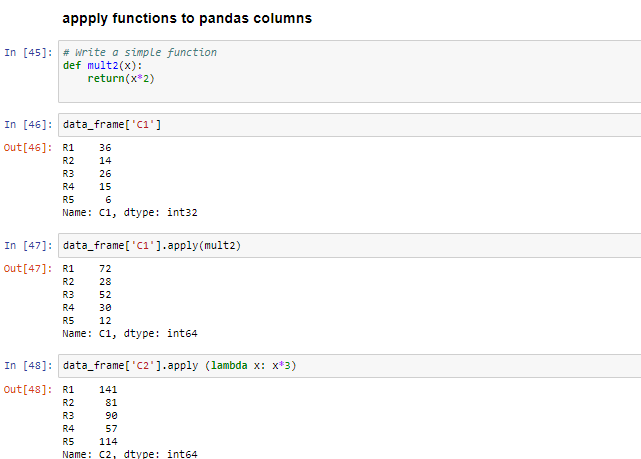 appply functions to pandas columns
In [45]: # Write a simple function
def mult2(x):
    return(x*2)
In [46]: data_frame['C1']
Out[46]: R1    36
R2    14
R3    26
R4    15
R5     6
Name: C1, dtype: int32
In [47]: data_frame['C1'].apply(mult2)
Out[47]: R1    72
R2    28
R3    52
R4    30
R5    12
Name: C1, dtype: int64
In [48]: data_frame['C2'].apply (lambda x: x*3)
Out[48]: R1    141
R2     81
R3     90
R4     57
R5    114
Name: C2, dtype: int64